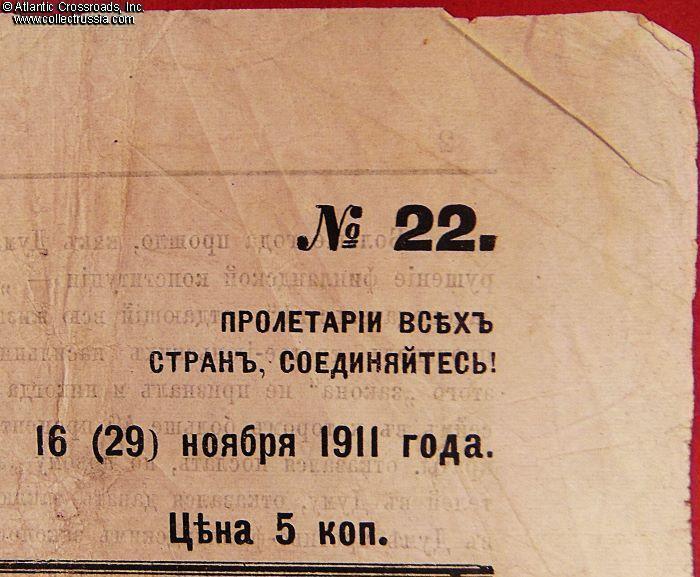 © Atlantic Crossroads, Inc.
www.collectrussia.com
№ 22.
ПРОЛЕТАРІИ ВСѢХЪ
СТРАНЪ, СОЕДИНЯЙТЕСЬ!
16 (29) ноября 1911 года.
Цѣна 5 коп.